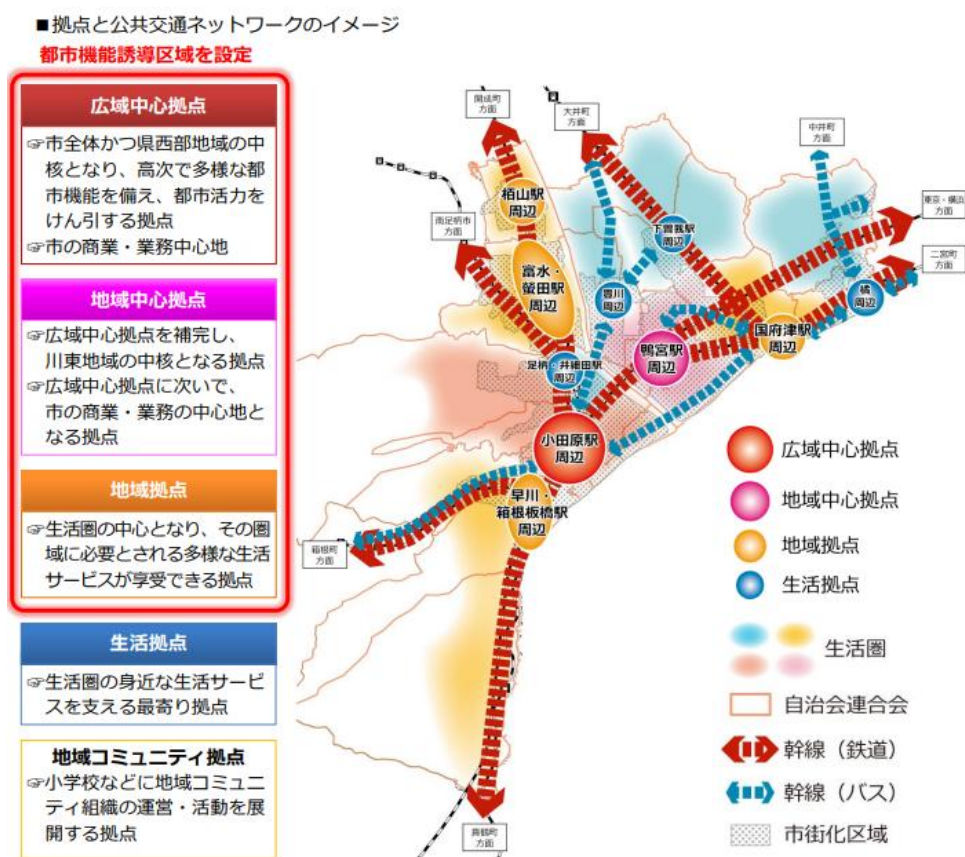 ■拠点と公共交通ネットワークのイメージ
都市機能誘導区域を設定
広域中心拠点
☞市全体かつ県西部地域の中
核となり、高次で多様な都
市機能を備え、都市活力を
けん引する拠点
☞市の商業・業務中心地
地域中心拠点
☞広域中心拠点を補完し、
川東地域の中核となる拠点
☞広域中心拠点に次いで、
市の商業・業務の中心地と
なる拠点
地域拠点
☞生活圏の中心となり、その圏
域に必要とされる多様な生活
サービスが享受できる拠点
生活拠点
☞生活圏の身近な生活サービ
スを支える最寄り拠点
地域コミュニティ拠点
☞小学校などに地域コミュニ
ティ組織の運営・活動を展
開する拠点
開成町
方面
大井町
方面
中井町
方面
東京・横浜
方面
二宮町
方面
南足柄市
方面
箱根町
方面
真鶴町
方面
栢山駅
周辺
富水・
螢田駅
周辺
下曽我駅
周辺
豊川
周辺
橘
周辺
国府津駅
周辺
鴨宮駅
周辺
足柄・井細田駅
周辺
小田原駅
周辺
早川・
箱根板橋駅
周辺
広域中心拠点
地域中心拠点
地域拠点
生活拠点
生活圏
自治会連合会
幹線（鉄道）
幹線（バス）
市街化区域